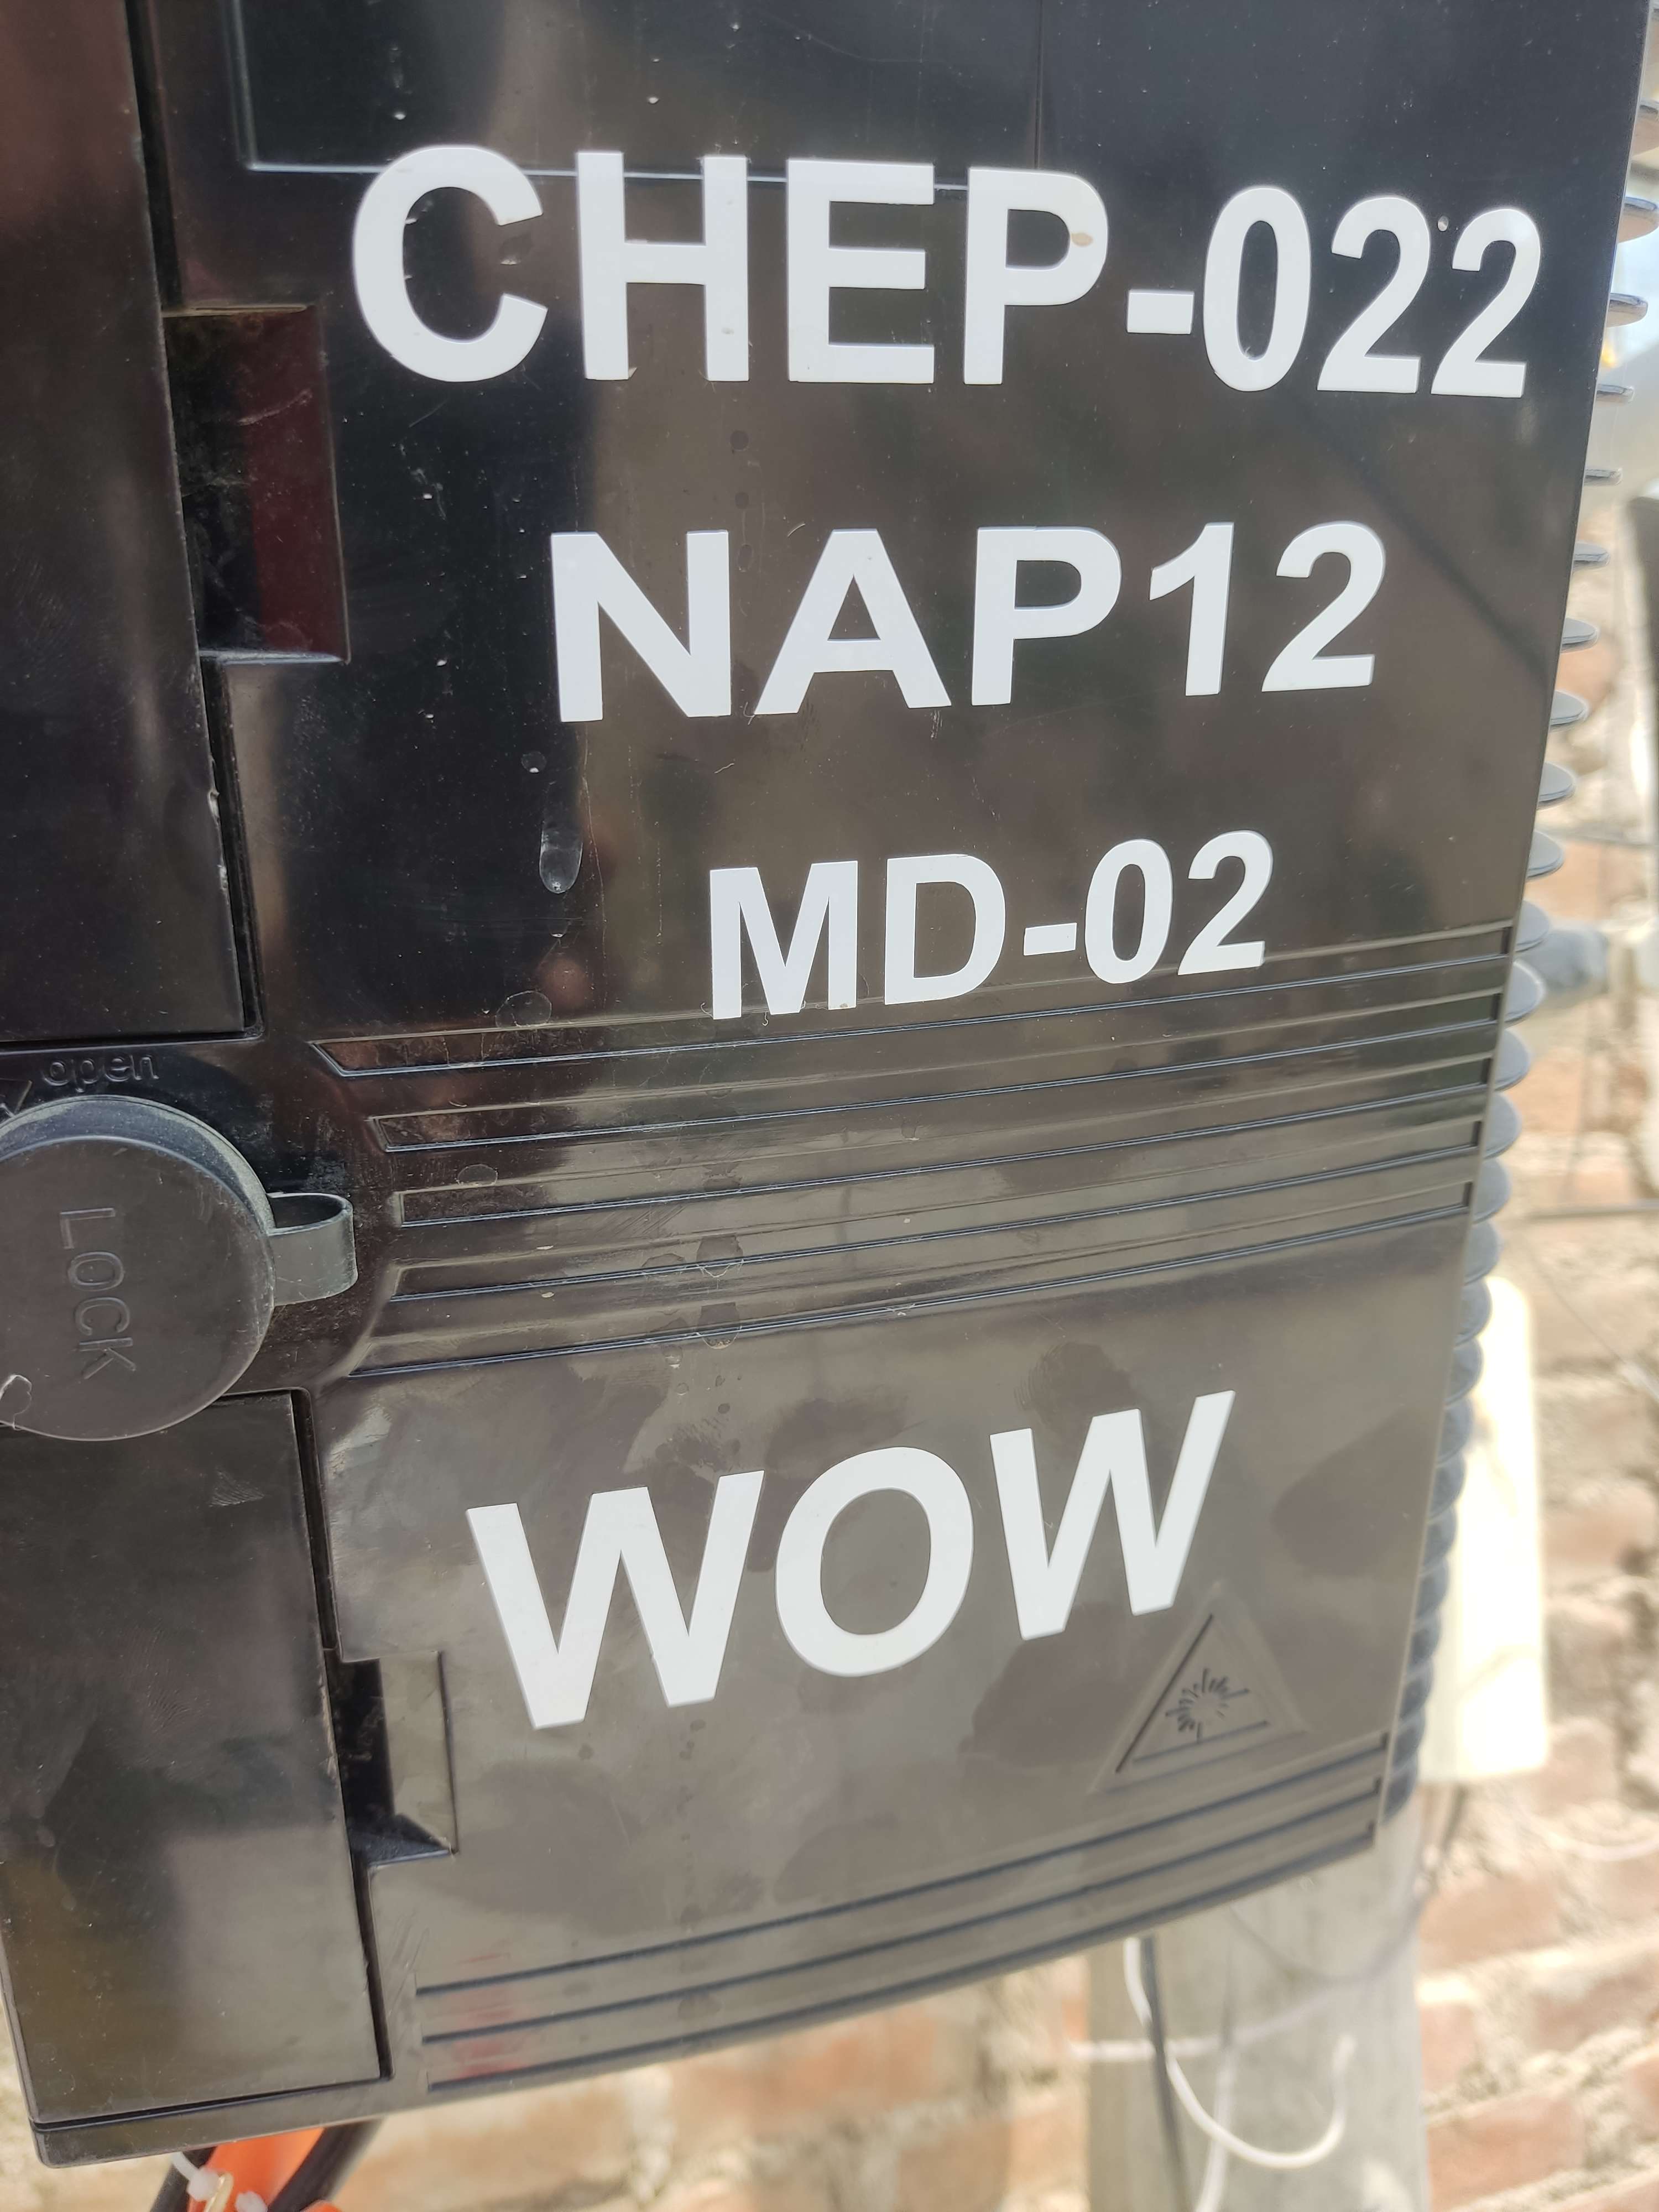 CHEP-022
NAP12
MD-02
open
LOCK
WOW